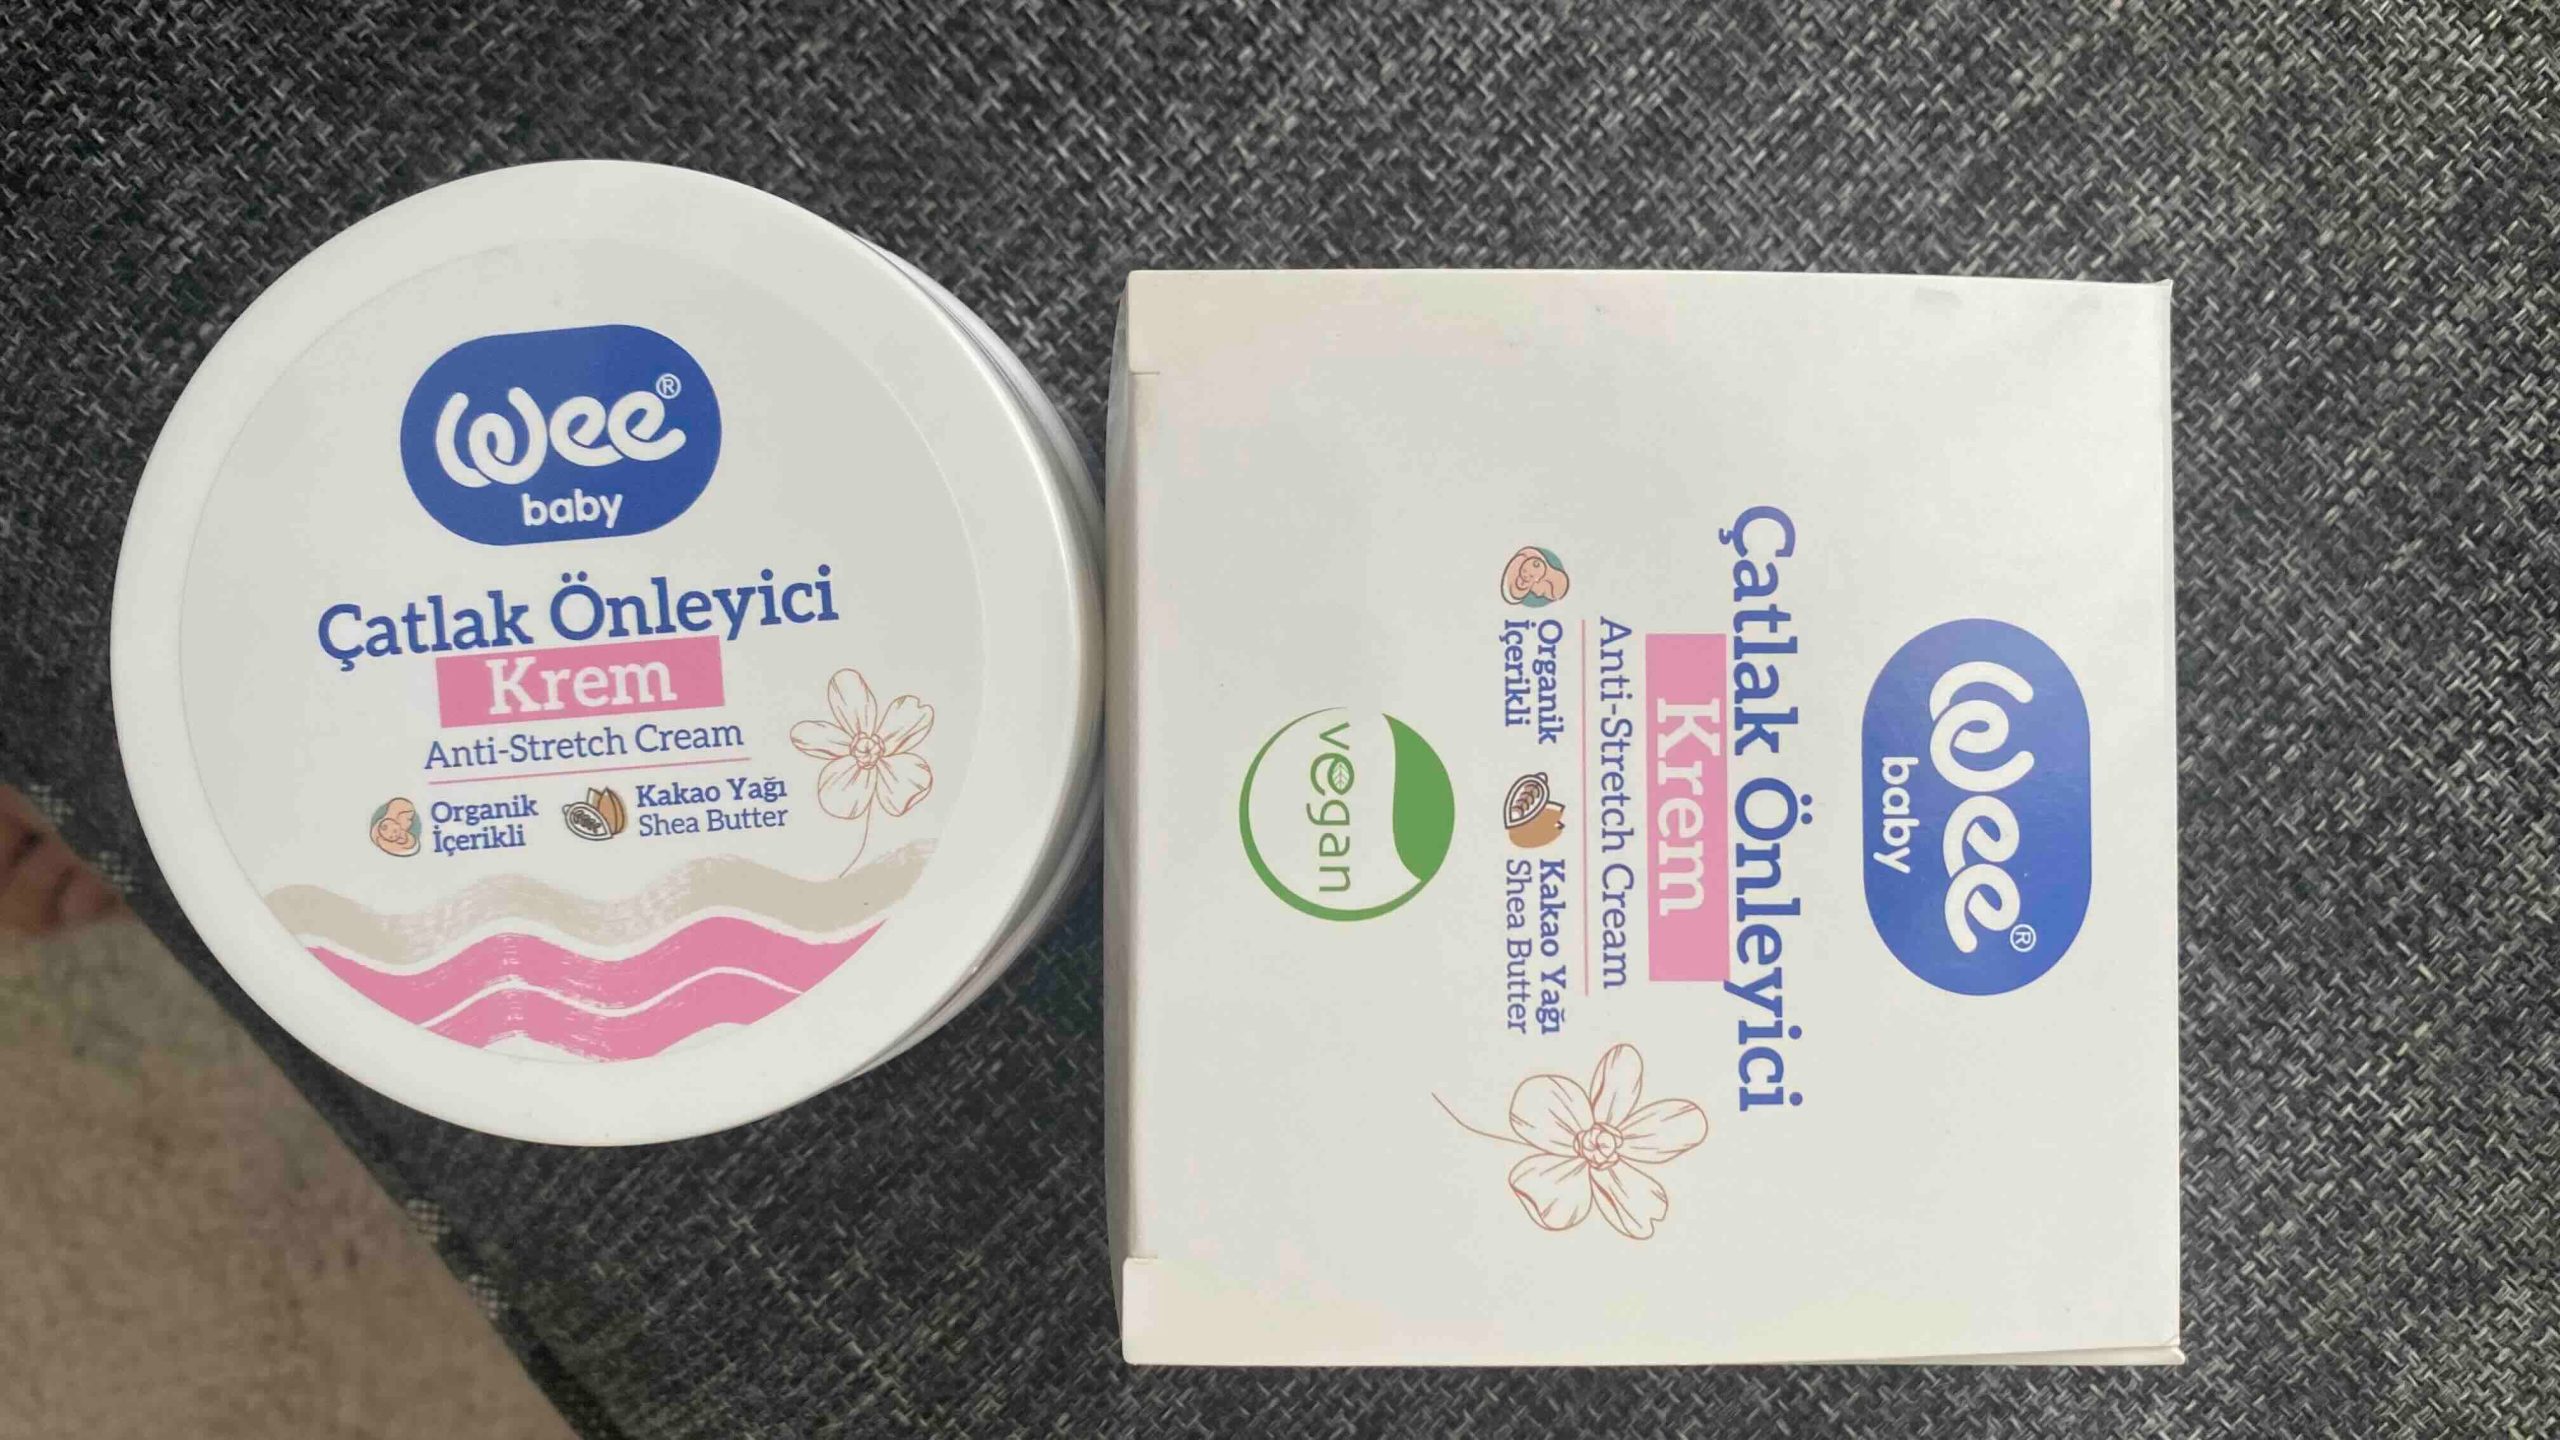 Wee®
baby
Çatlak Önleyici
Krem
Anti-Stretch Cream
Organik
İçerikli
Kakao Yağı
Shea Butter
Wee®
baby
Çatlak Önleyici
Krem
Anti-Stretch Cream
Organik
İçerikli
Kakao Yağı
Shea Butter
vegan